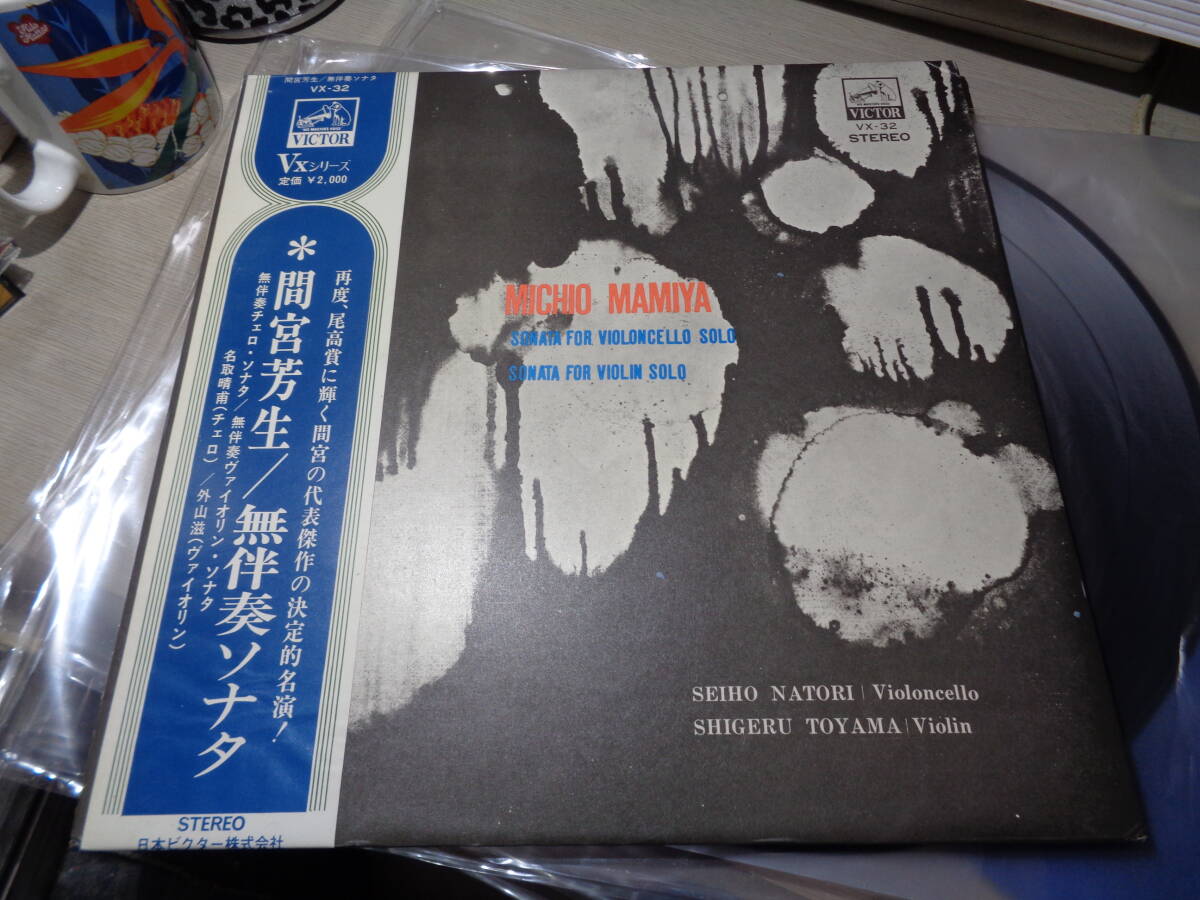 間宮芳生/無伴奏ソナタ
VX-32
HIS MASTER'S VOICE
VICTOR
Vxシリーズ
定価 ¥2,000
再度、尾高賞に輝く間宮の代表傑作の決定的名演!
*間宮芳生/無伴奏ソナタ
無伴奏チェロ・ソナタ/無伴奏ヴァイオリン・ソナタ
名取晴甫(チェロ)/外山滋(ヴァイオリン)
STEREO
日本ビクター株式会社
VICTOR
VX-32
STEREO
MICHIO MAMIYA
SONATA FOR VIOLONCELLO SOLO
SONATA FOR VIOLIN SOLO
SEIHO NATORI | Violoncello
SHIGERU TOYAMA | Violin